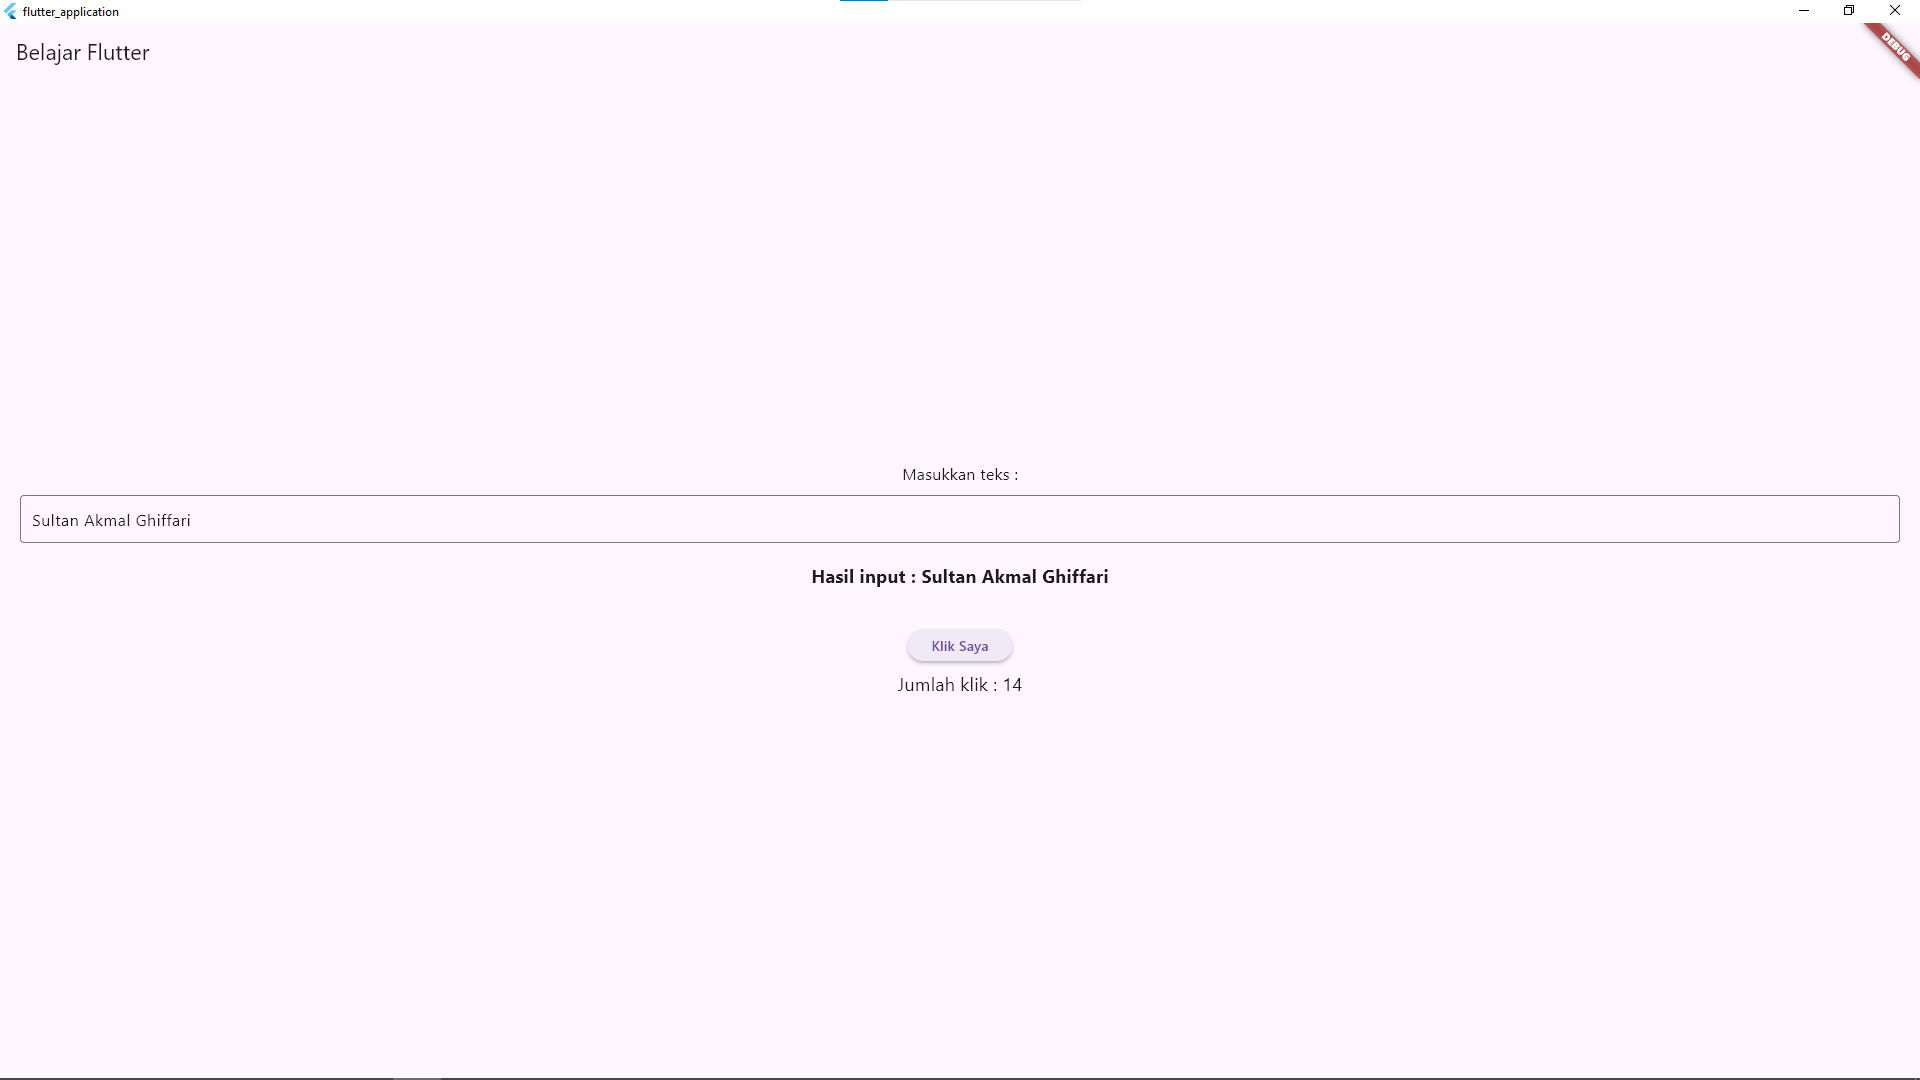 flutter_application
Belajar Flutter
DEBUG
Masukkan teks :
Sultan Akmal Ghiffari
Hasil input : Sultan Akmal Ghiffari
Klik Saya
Jumlah klik : 14